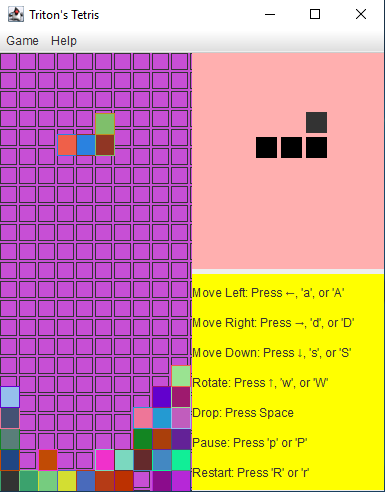 Triton's Tetris
Game Help
Move Left: Press ←, 'a', or 'A'
Move Right: Press →, 'd', or 'D'
Move Down: Press ↓, 's', or 'S'
Rotate: Press ↑, 'w', or 'W'
Drop: Press Space
Pause: Press 'p' or 'P'
Restart: Press 'R' or 'r'